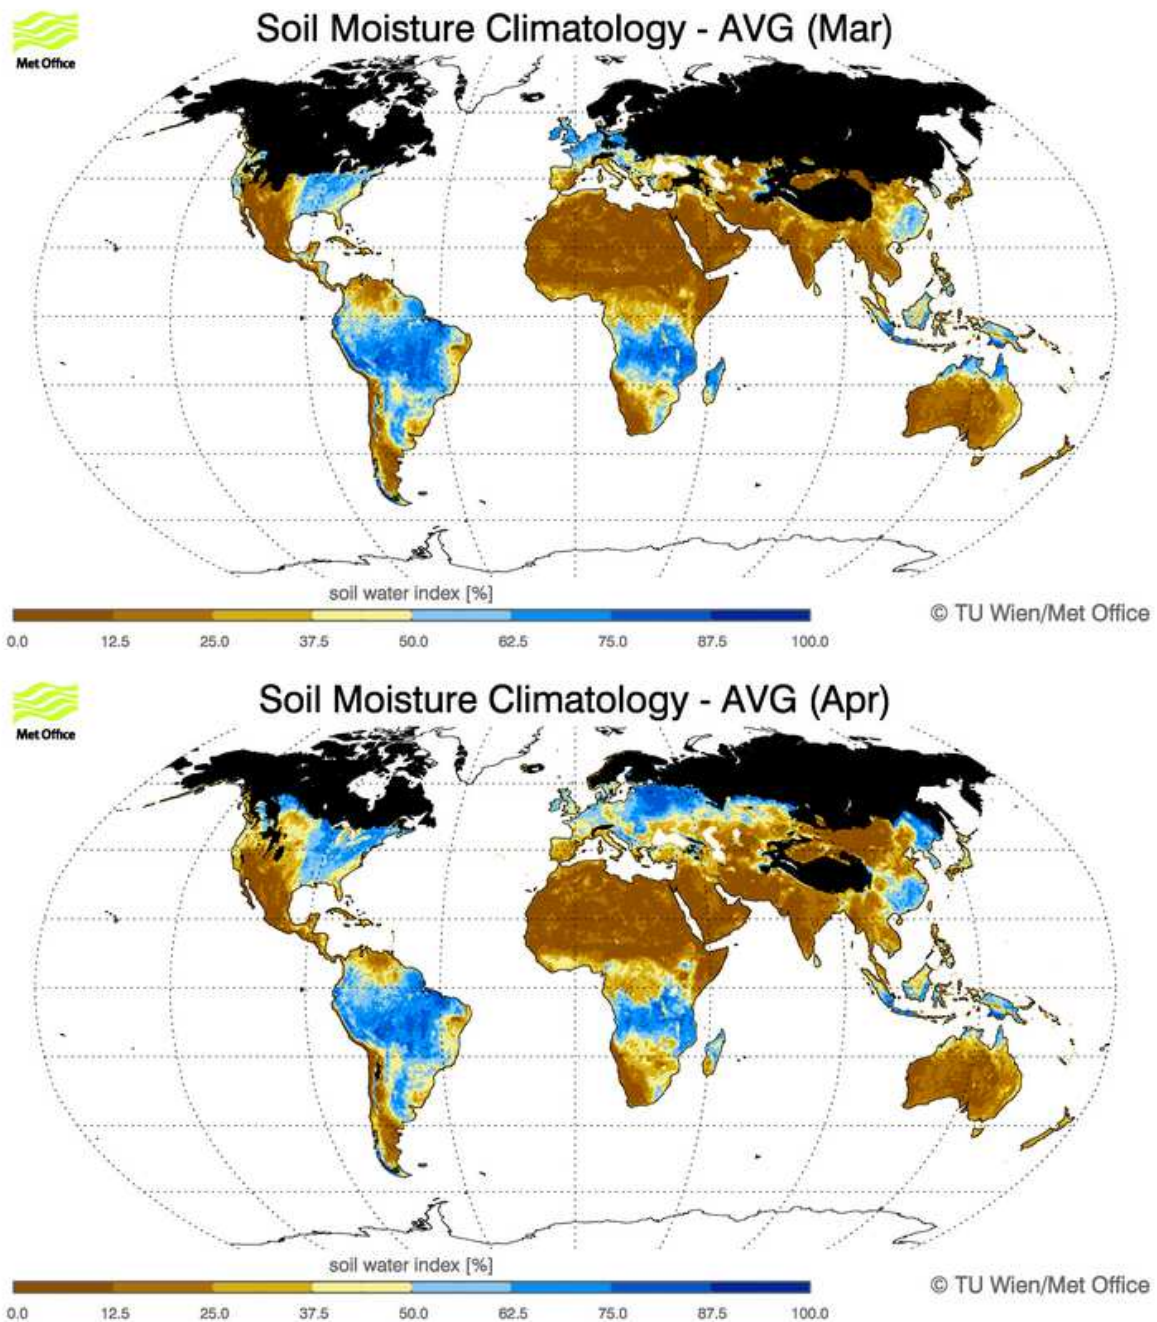 Soil Moisture Climatology - AVG (Mar)
Met Office
soil water index [%]
0.0 12.5 25.0 37.5 50.0 62.5 75.0 87.5 100.0
© TU Wien/Met Office
Soil Moisture Climatology - AVG (Apr)
Met Office
soil water index [%]
0.0 12.5 25.0 37.5 50.0 62.5 75.0 87.5 100.0
© TU Wien/Met Office